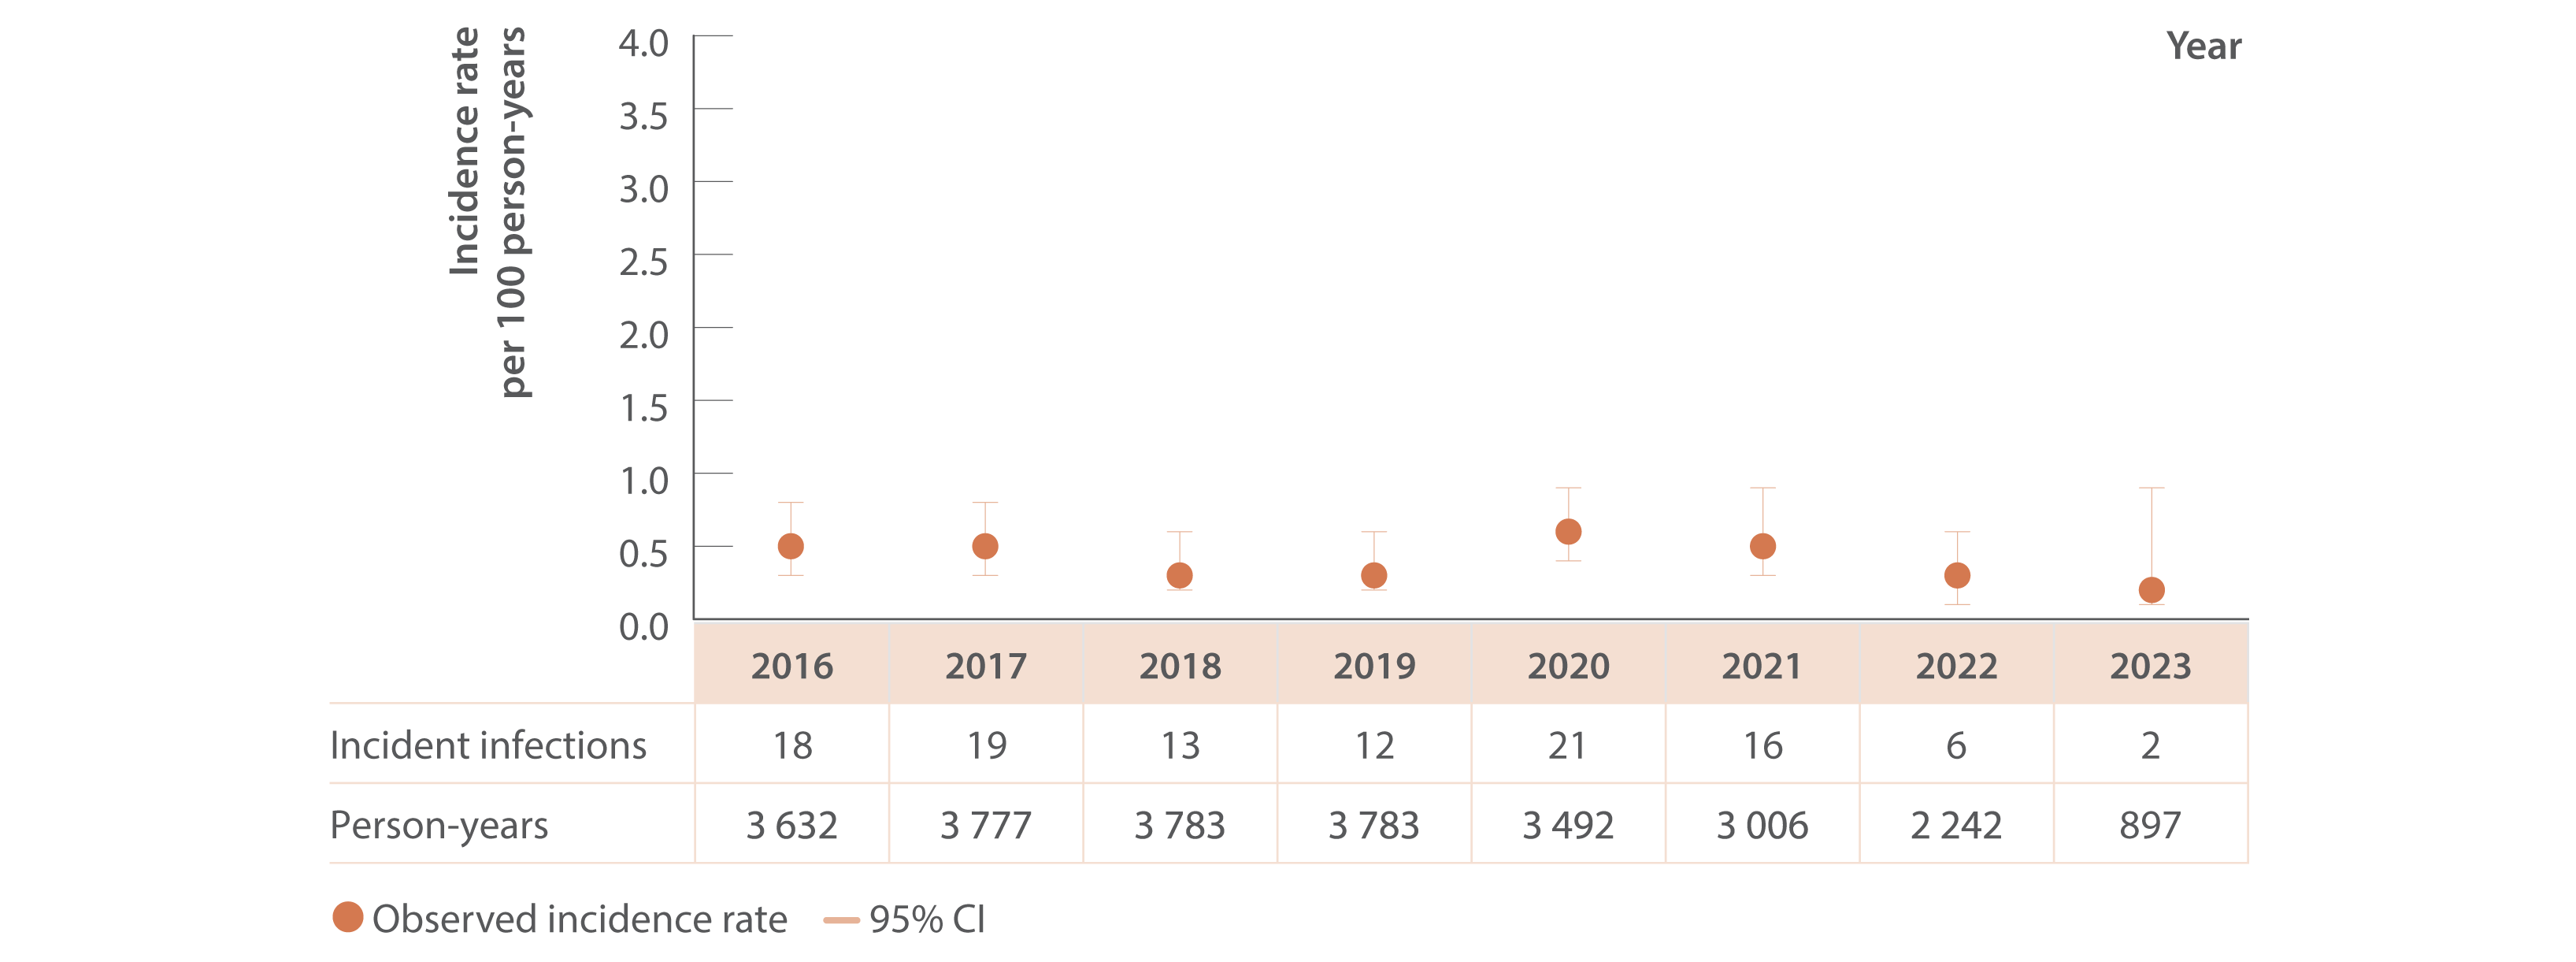 Incidence rate
per 100 person-years
Year
4.0
3.5
3.0
2.5
2.0
1.5
1.0
0.5
0.0
2016 2017 2018 2019 2020 2021 2022 2023
Incident infections 18 19 13 12 21 16 6 2
Person-years 3 632 3 777 3 783 3 783 3 492 3 006 2 242 897
Observed incidence rate 95% CI